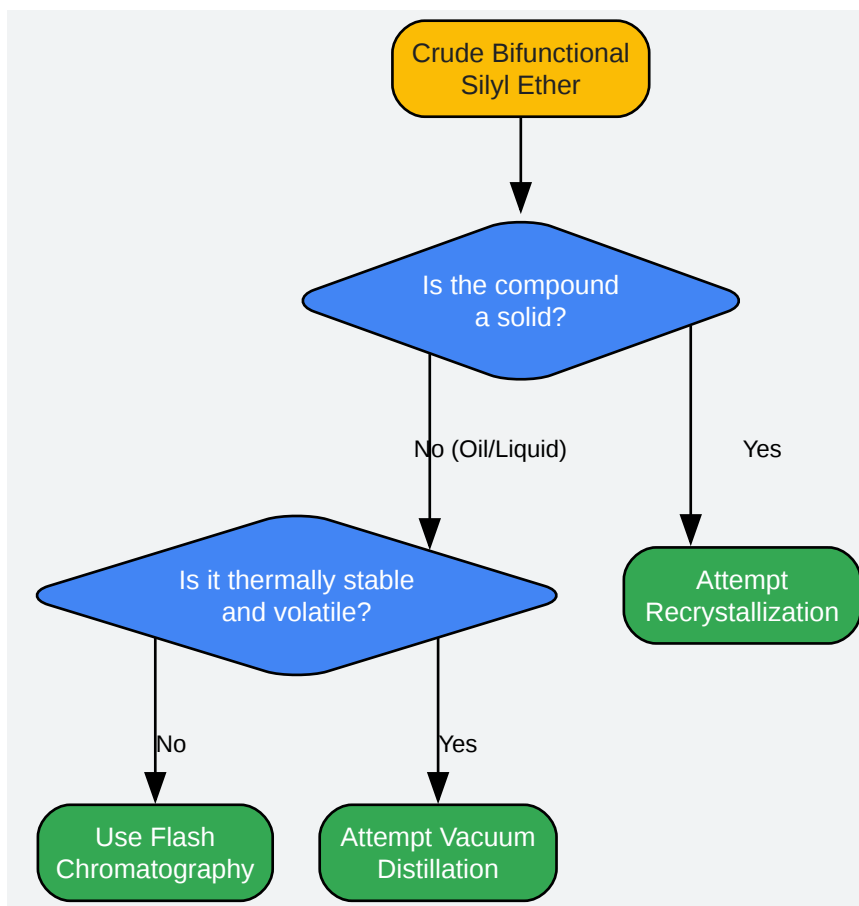 Crude Bifunctional
Silyl Ether
Is the compound
a solid?
No (Oil/Liquid)
Yes
Is it thermally stable
and volatile?
Attempt
Recrystallization
No
Yes
Use Flash
Chromatography
Attempt Vacuum
Distillation